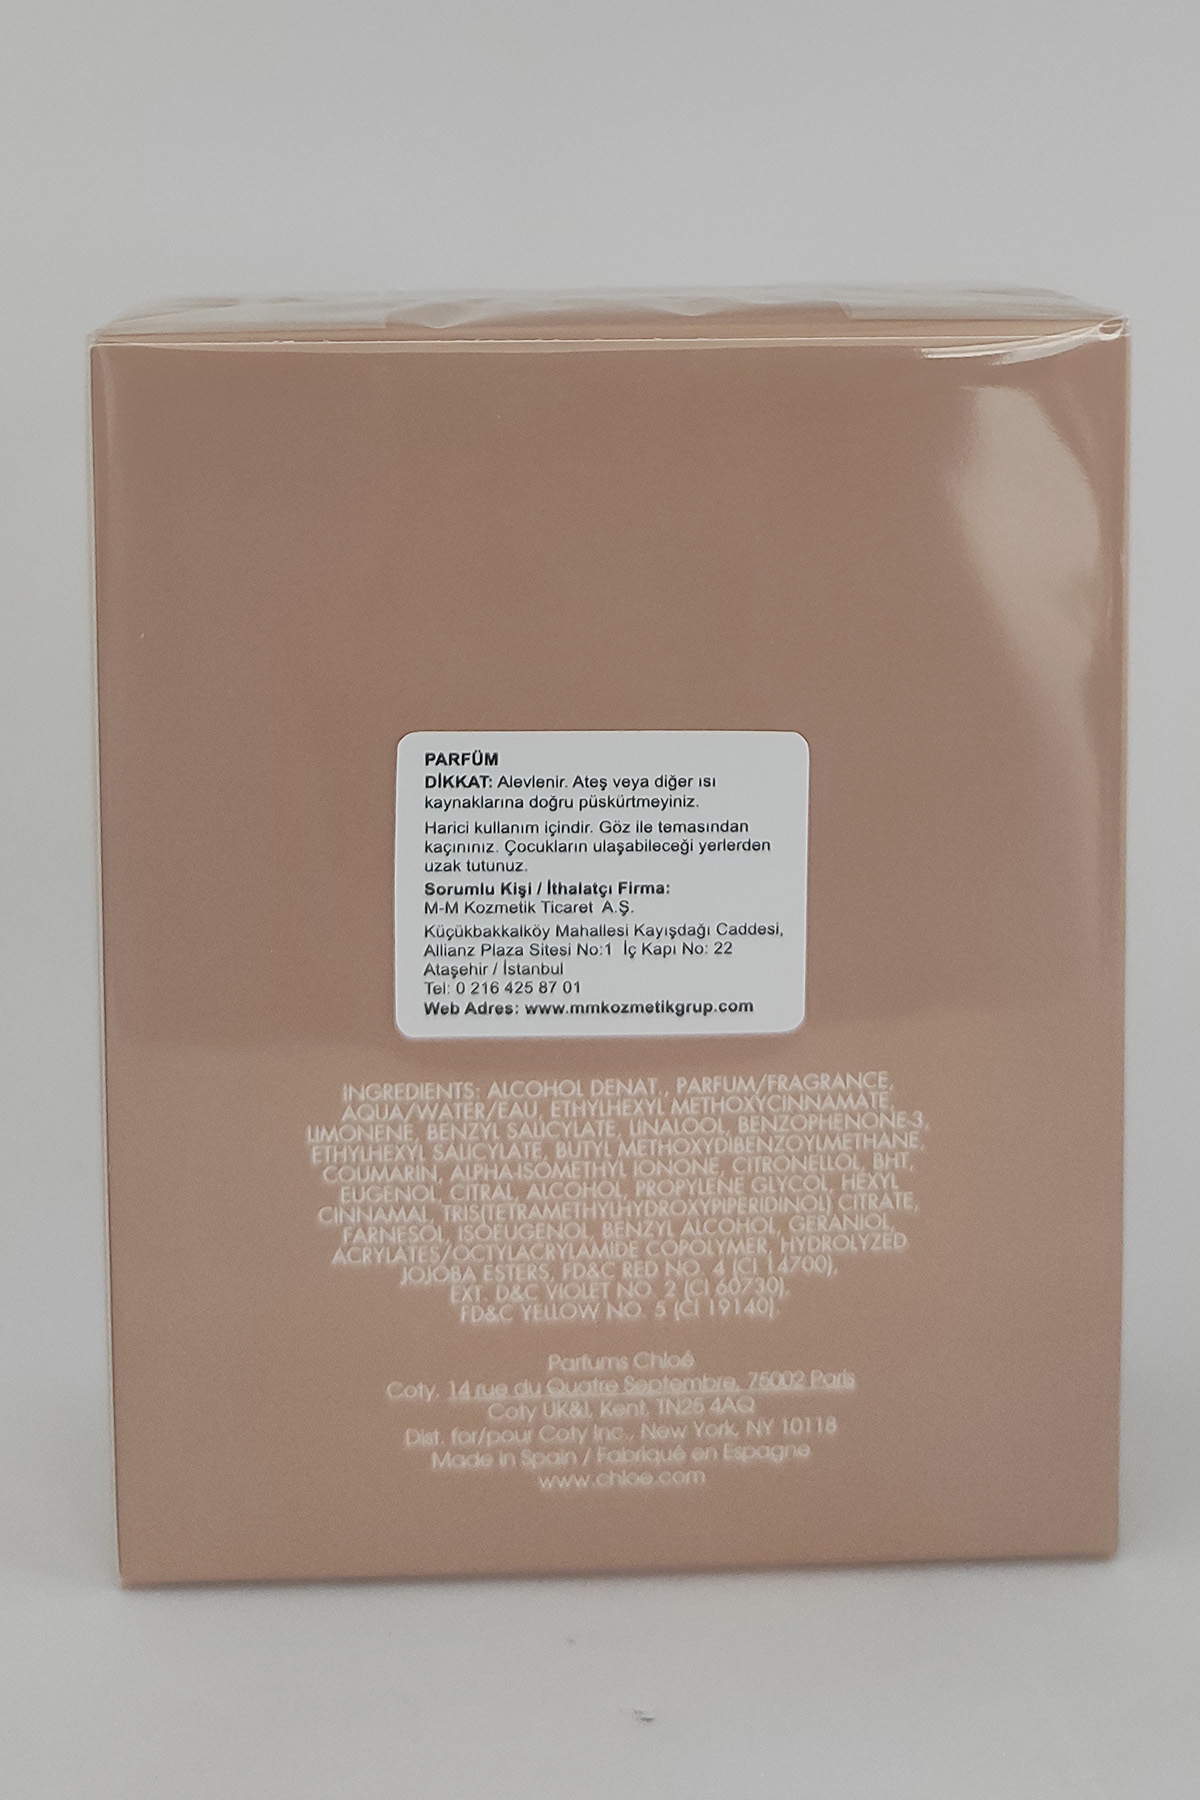 PARFÜM
DİKKAT: Alevlenir. Ateş veya diğer ısı
kaynaklarına doğru püskürtmeyiniz.
Harici kullanım içindir. Göz ile temasından
kaçınınız. Çocukların ulaşabileceği yerlerden
uzak tutunuz.
Sorumlu Kişi / İthalatçı Firma:
M-M Kozmetik Ticaret A.Ş.
Küçükbakkalköy Mahallesi Kayışdağı Caddesi,
Allianz Plaza Sitesi No:1 İç Kapı No: 22
Ataşehir / İstanbul
Tel: 0 216 425 87 01
Web Adres: www.mmkozmetikgrup.com
INGREDIENTS: ALCOHOL DENAT., PARFUM/FRAGRANCE,
AQUA/WATER/EAU, ETHYLHEXYL METHOXYCINNAMATE,
LIMONENE, BENZYL SALICYLATE, LINALOOL, BENZOPHENONE-3,
ETHYLHEXYL SALICYLATE, BUTYL METHOXYDIBENZOYLMETHANE,
COUMARIN, ALPHA-ISOMETHYL IONONE, CITRONELLOL, BHT,
EUGENOL, CITRAL, ALCOHOL, PROPYLENE GLYCOL, HEXYL
CINNAMAL, TRIS(TETRAMETHYLHYDROXYPIPERIDINOL) CITRATE,
FARNESOL, ISOEUGENOL, BENZYL ALCOHOL, GERANIOL,
ACRYLATES/OCTYLACRYLAMIDE COPOLYMER, HYDROLYZED
JOJOBA ESTERS, FD&C RED NO. 4 (CI 14700),
EXT. D&C VIOLET NO. 2 (CI 60730),
FD&C YELLOW NO. 5 (CI 19140).
Parfums Chloé
Coty, 14 rue du Quatre Septembre, 75002 Paris
Coty UK&I, Kent, TN25 4AQ
Dist. for/pour Coty Inc., New York, NY 10118
Made in Spain / Fabriqué en Espagne
www.chloe.com